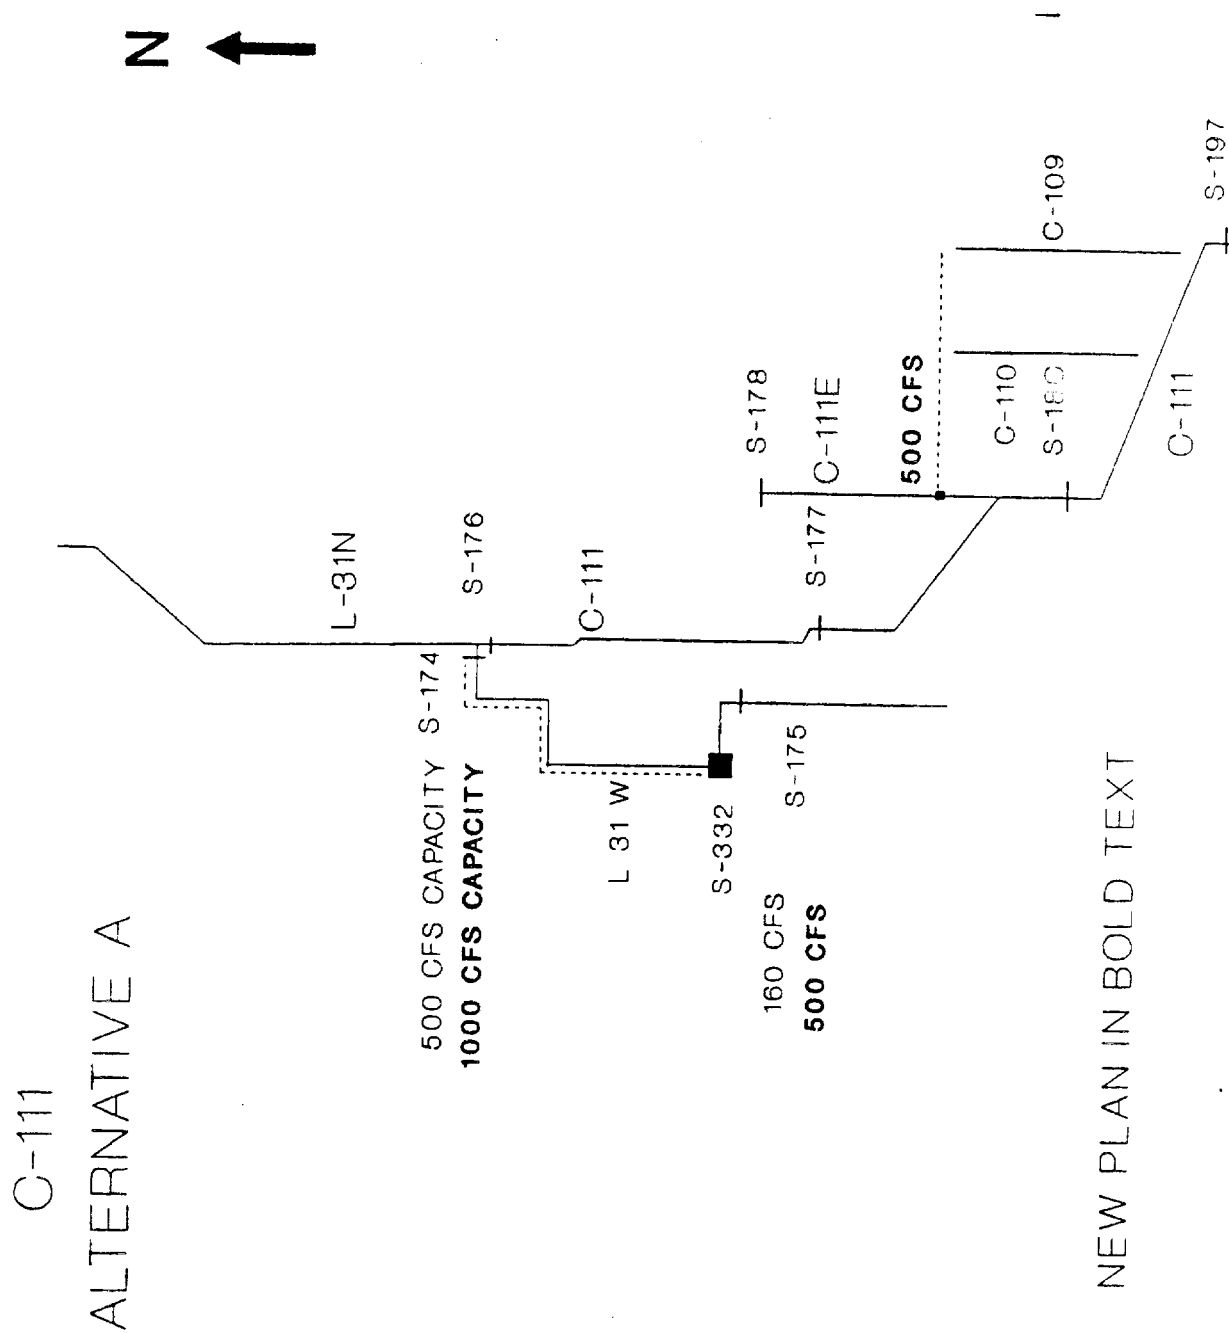 C-111
ALTERNATIVE A
N
L-31N
500 CFS CAPACITY S-174
1000 CFS CAPACITY
S-176
C-111
L 31 W
S-332
160 CFS
500 CFS
S-175
S-177
S-178
C-111E
500 CFS
C-110
S-18C
C-109
C-111
S-197
NEW PLAN IN BOLD TEXT